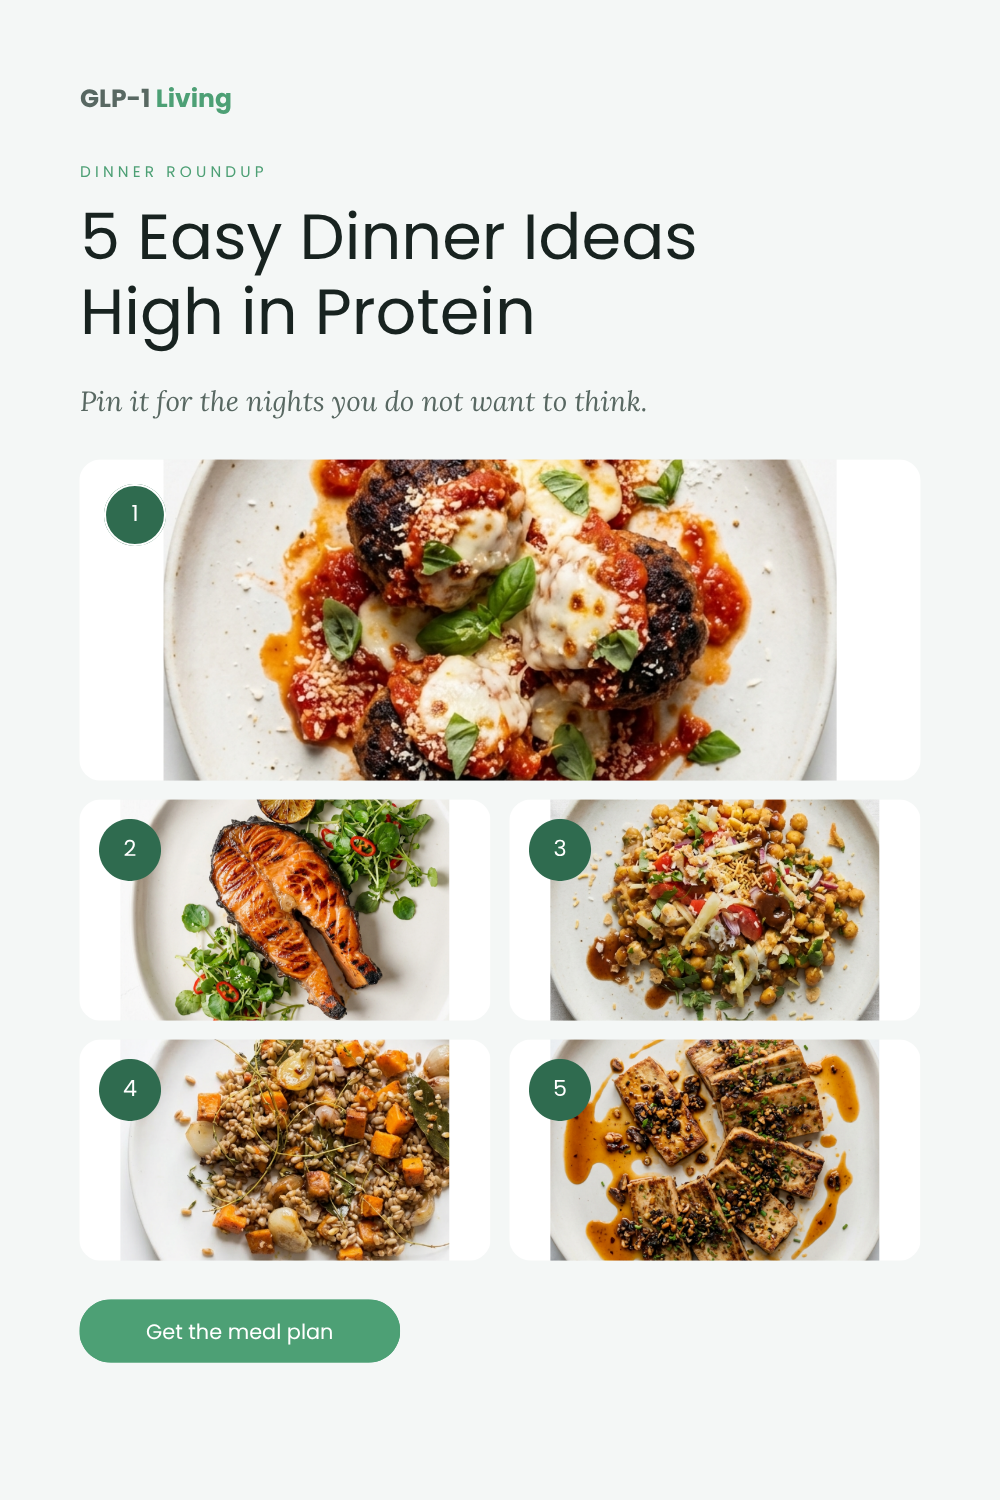 GLP-1 Living
DINNER ROUNDUP
5 Easy Dinner Ideas
High in Protein
Pin it for the nights you do not want to think.
1
2
3
4
5
Get the meal plan